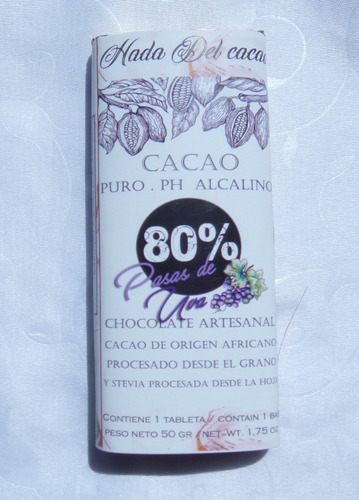 Hada Del cacao
CACAO
PURO . PH ALCALINO
80%
Pasas de
Uva
CHOCOLATE ARTESANAL
CACAO DE ORIGEN AFRICANO
PROCESADO DESDE EL GRANO
Y STEVIA PROCESADA DESDE LA HOJA
CONTIENE 1 TABLETA / CONTAIN 1 BAR
PESO NETO 50 GR / NET-WT. 1,75 OZ